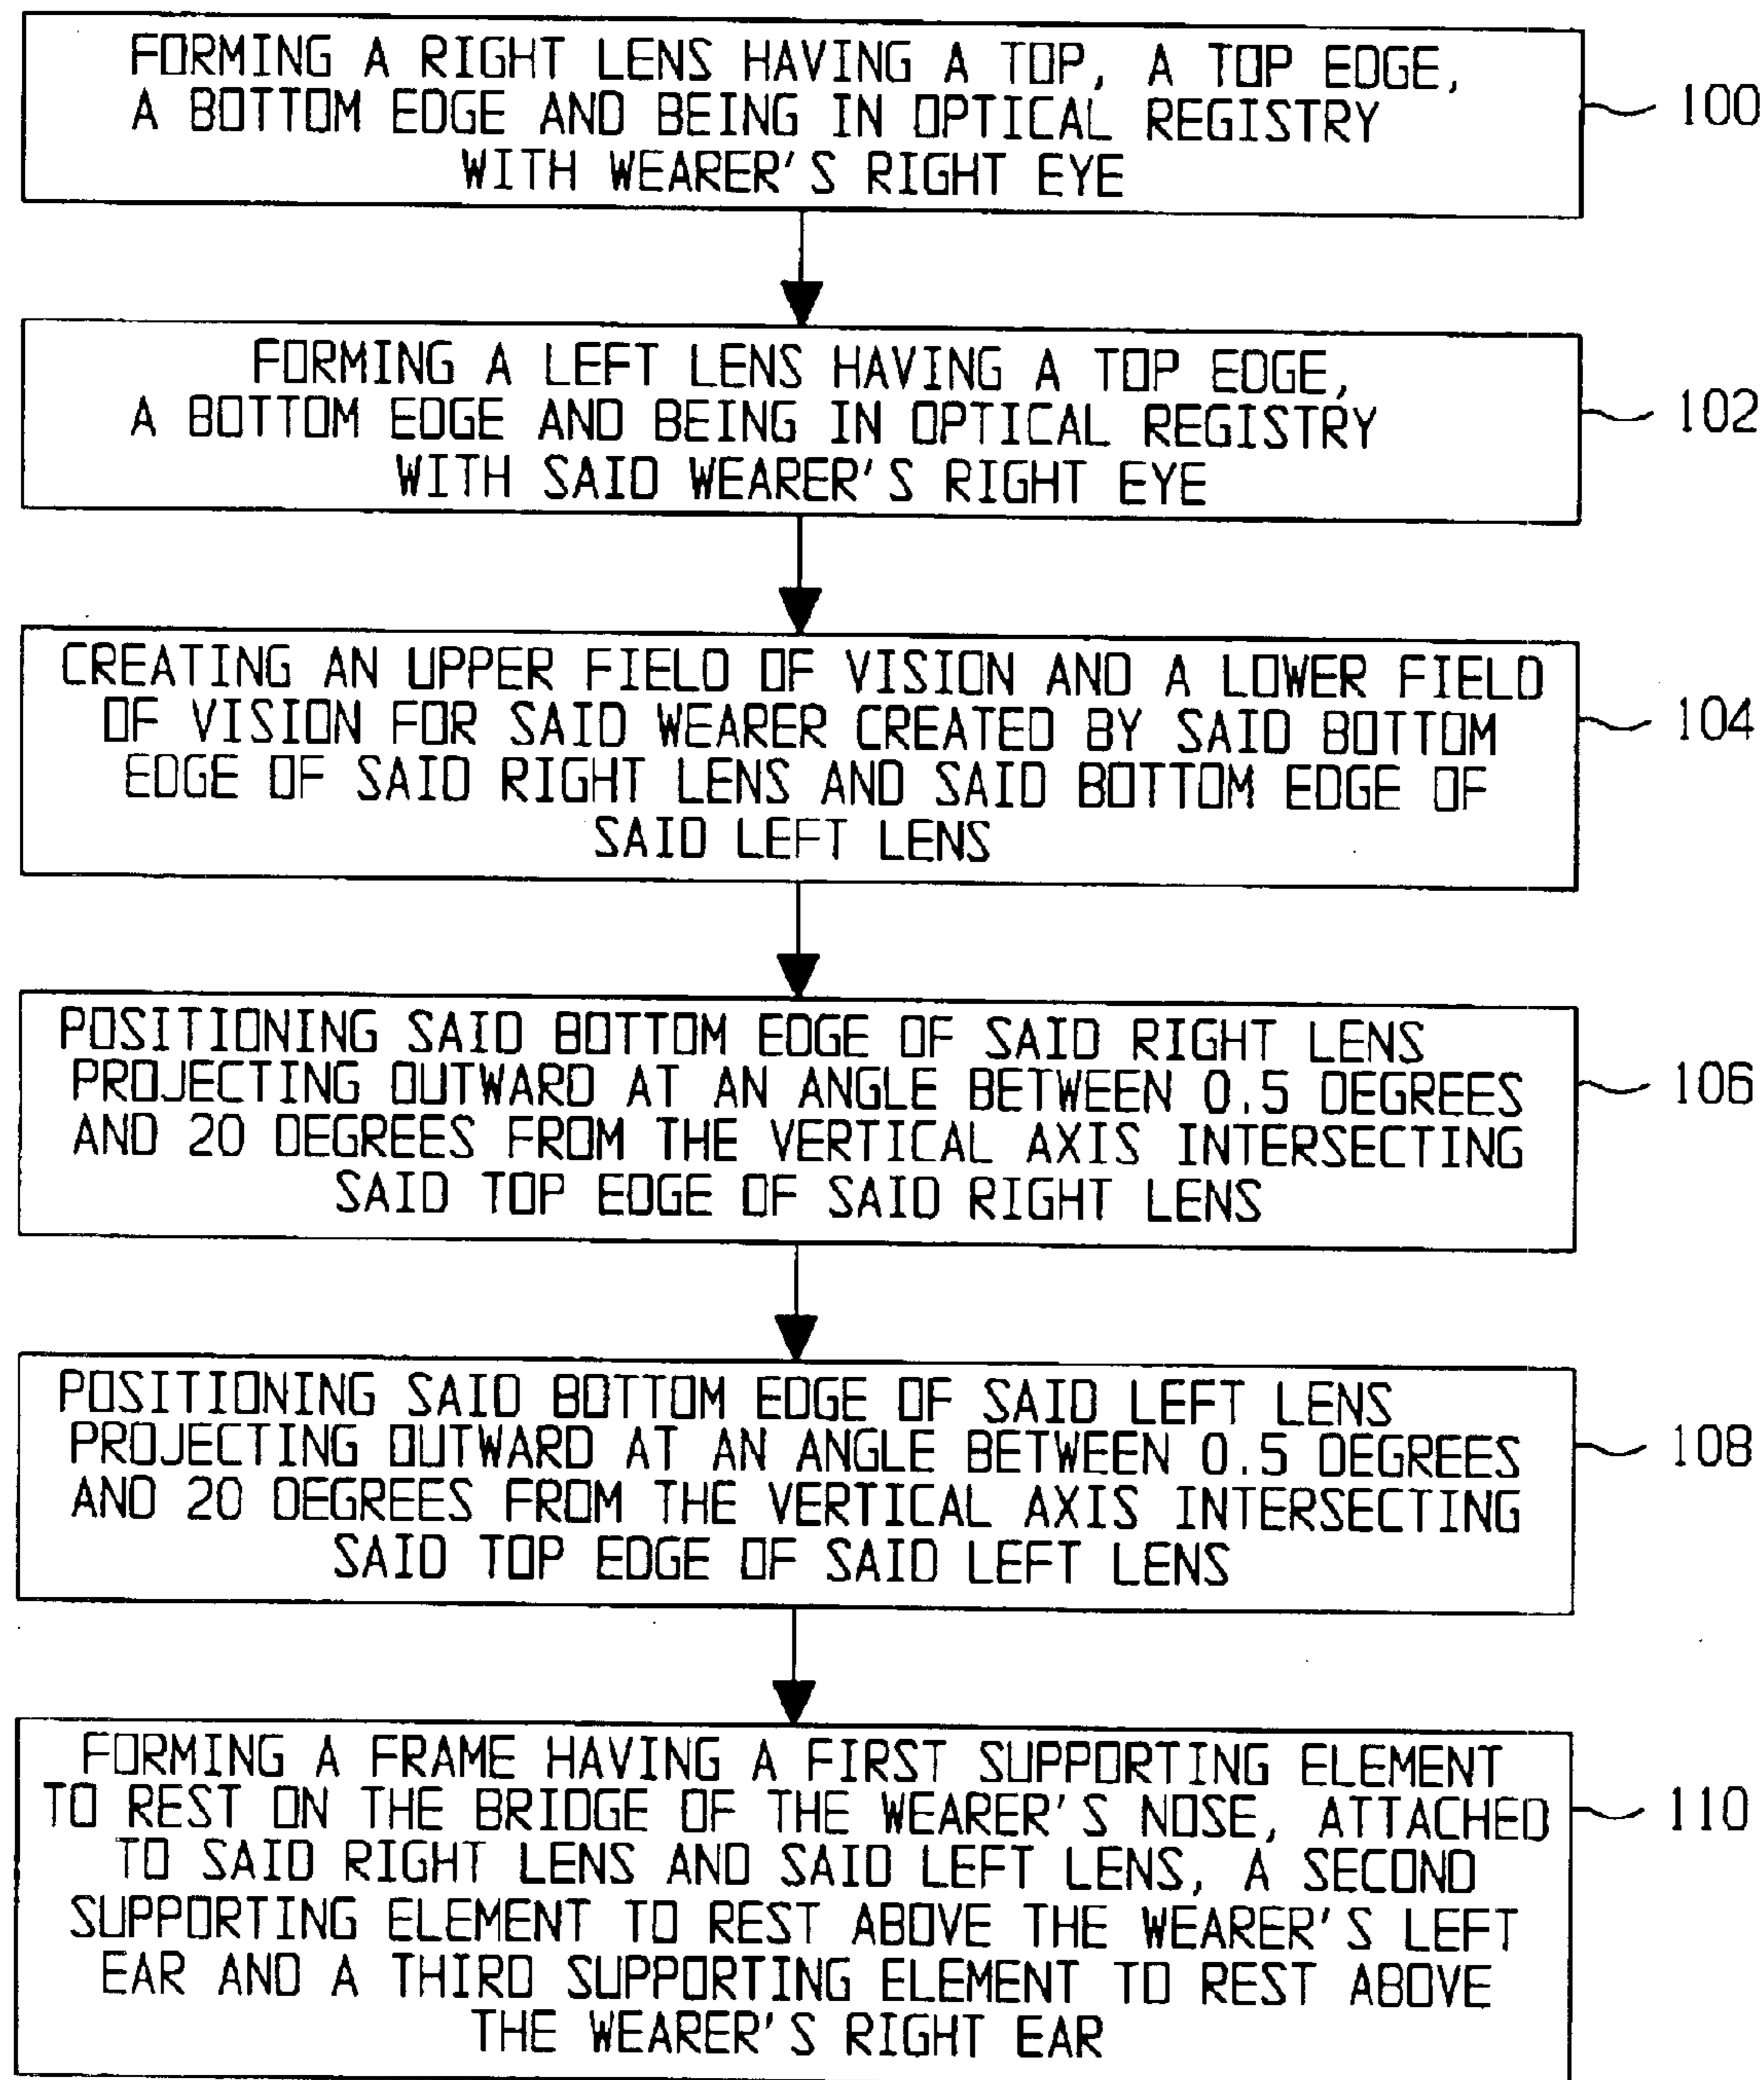 FORMING A RIGHT LENS HAVING A TOP, A TOP EDGE,
A BOTTOM EDGE AND BEING IN OPTICAL REGISTRY
WITH WEARER'S RIGHT EYE
100
FORMING A LEFT LENS HAVING A TOP EDGE,
A BOTTOM EDGE AND BEING IN OPTICAL REGISTRY
WITH SAID WEARER'S RIGHT EYE
102
CREATING AN UPPER FIELD OF VISION AND A LOWER FIELD
OF VISION FOR SAID WEARER CREATED BY SAID BOTTOM
EDGE OF SAID RIGHT LENS AND SAID BOTTOM EDGE OF
SAID LEFT LENS
104
POSITIONING SAID BOTTOM EDGE OF SAID RIGHT LENS
PROJECTING OUTWARD AT AN ANGLE BETWEEN 0.5 DEGREES
AND 20 DEGREES FROM THE VERTICAL AXIS INTERSECTING
SAID TOP EDGE OF SAID RIGHT LENS
106
POSITIONING SAID BOTTOM EDGE OF SAID LEFT LENS
PROJECTING OUTWARD AT AN ANGLE BETWEEN 0.5 DEGREES
AND 20 DEGREES FROM THE VERTICAL AXIS INTERSECTING
SAID TOP EDGE OF SAID LEFT LENS
108
FORMING A FRAME HAVING A FIRST SUPPORTING ELEMENT
TO REST ON THE BRIDGE OF THE WEARER'S NOSE, ATTACHED
TO SAID RIGHT LENS AND SAID LEFT LENS, A SECOND
SUPPORTING ELEMENT TO REST ABOVE THE WEARER'S LEFT
EAR AND A THIRD SUPPORTING ELEMENT TO REST ABOVE
THE WEARER'S RIGHT EAR
110